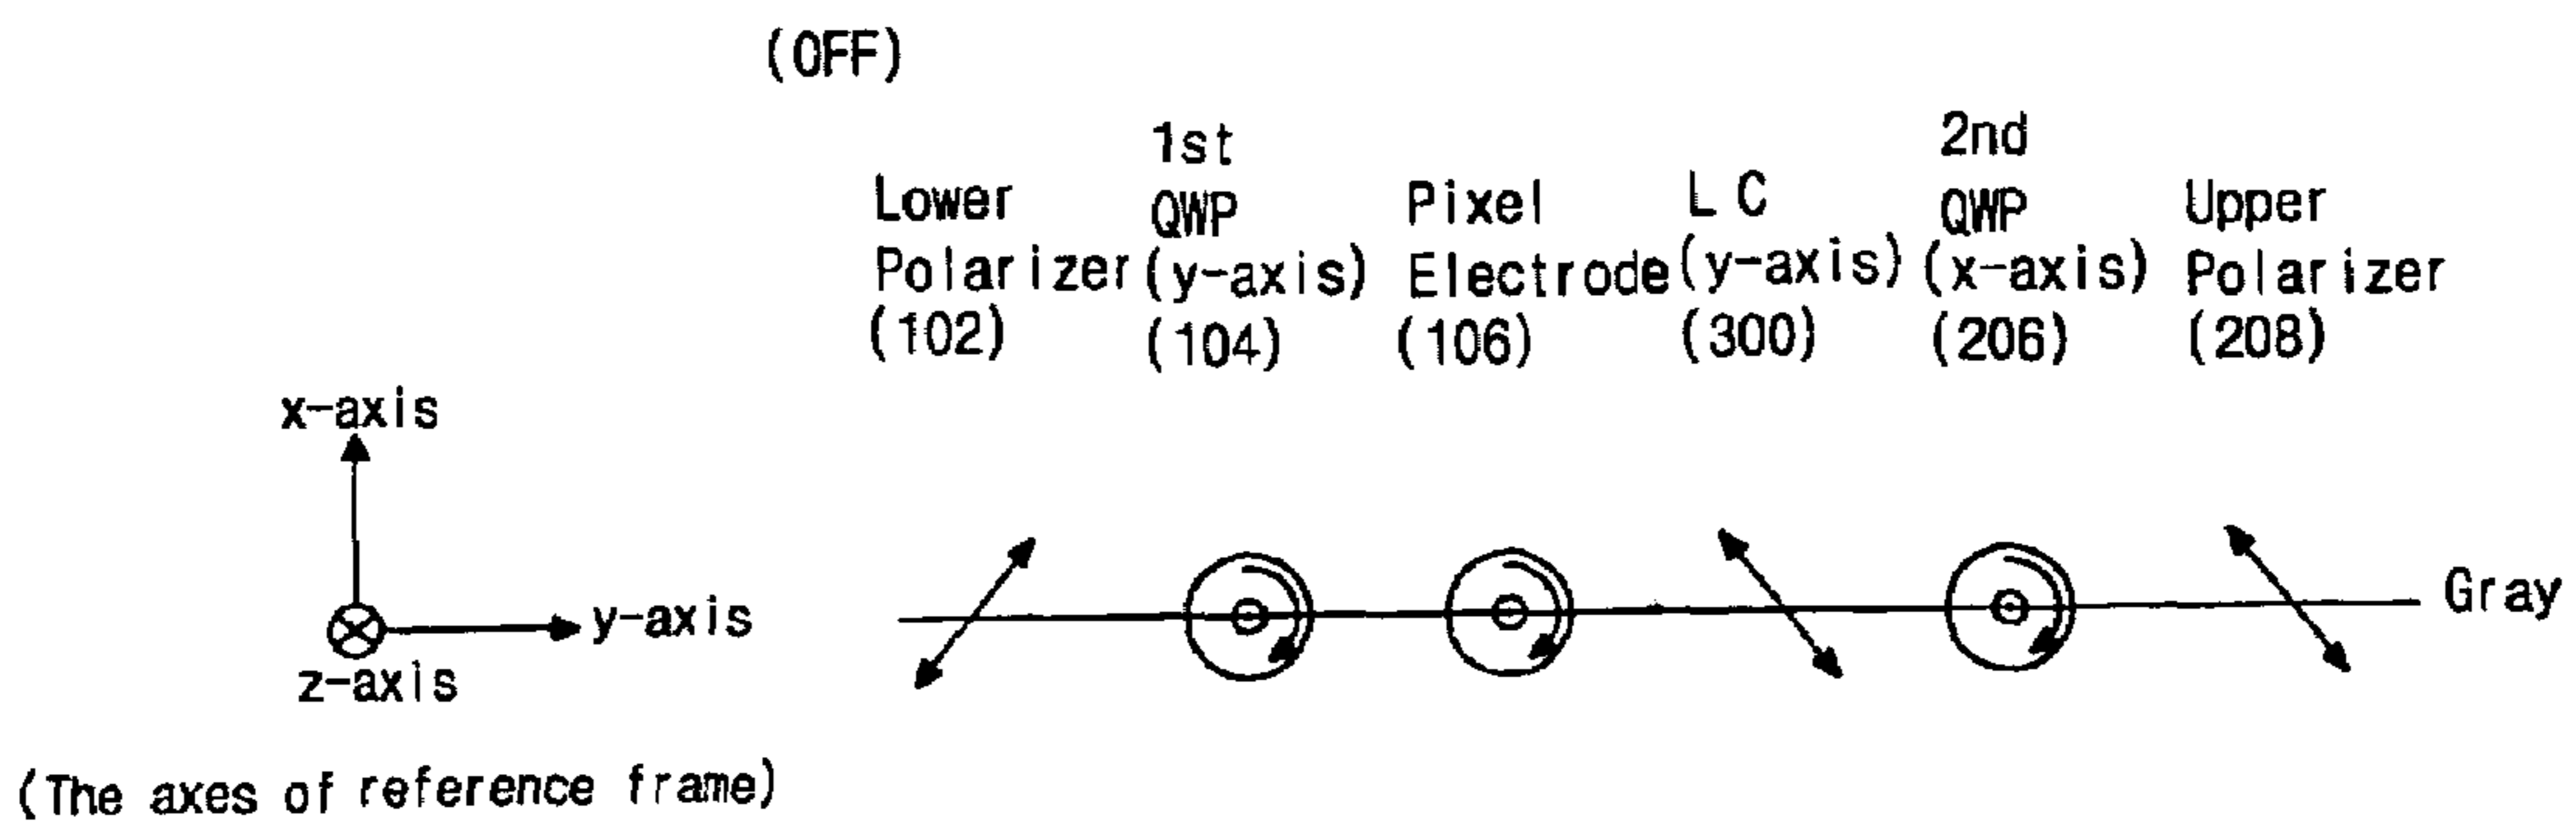 (OFF)
Lower
Polarizer
(102)
1st
QWP
(y-axis)
(104)
Pixel
Electrode
(106)
LC
(y-axis)
(300)
2nd
QWP
(x-axis)
(206)
Upper
Polarizer
(208)
x-axis
y-axis
z-axis
Gray
(The axes of reference frame)